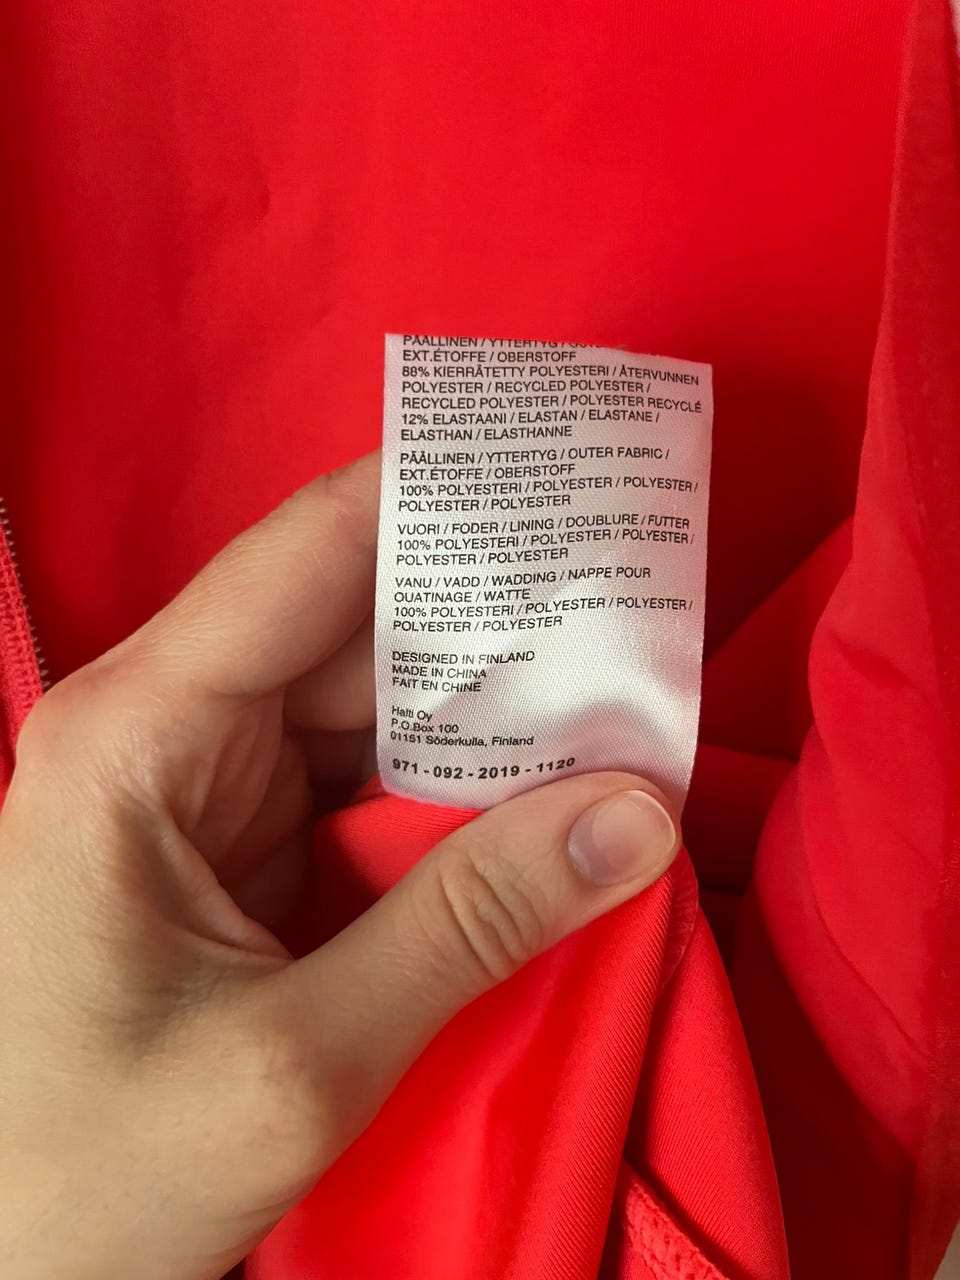 PÄÄLLINEN / YTTERTYG /
EXT.ÉTOFFE / OBERSTOFF
88% KIERRÄTETTY POLYESTERI / ÅTERVUNNEN
POLYESTER / RECYCLED POLYESTER /
RECYCLED POLYESTER / POLYESTER RECYCLÉ
12% ELASTAANI / ELASTAN / ELASTANE /
ELASTHAN / ELASTHANNE
PÄÄLLINEN / YTTERTYG / OUTER FABRIC /
EXT.ÉTOFFE / OBERSTOFF
100% POLYESTERI / POLYESTER / POLYESTER /
POLYESTER / POLYESTER
VUORI / FODER / LINING / DOUBLURE / FUTTER
100% POLYESTERI / POLYESTER / POLYESTER /
POLYESTER / POLYESTER
VANU / VADD / WADDING / NAPPE POUR
OUATINAGE / WATTE
100% POLYESTERI / POLYESTER / POLYESTER /
POLYESTER / POLYESTER
DESIGNED IN FINLAND
MADE IN CHINA
FAIT EN CHINE
Halti Oy
P.O.Box 100
01151 Söderkulla, Finland
971 - 092 - 2019 - 1120